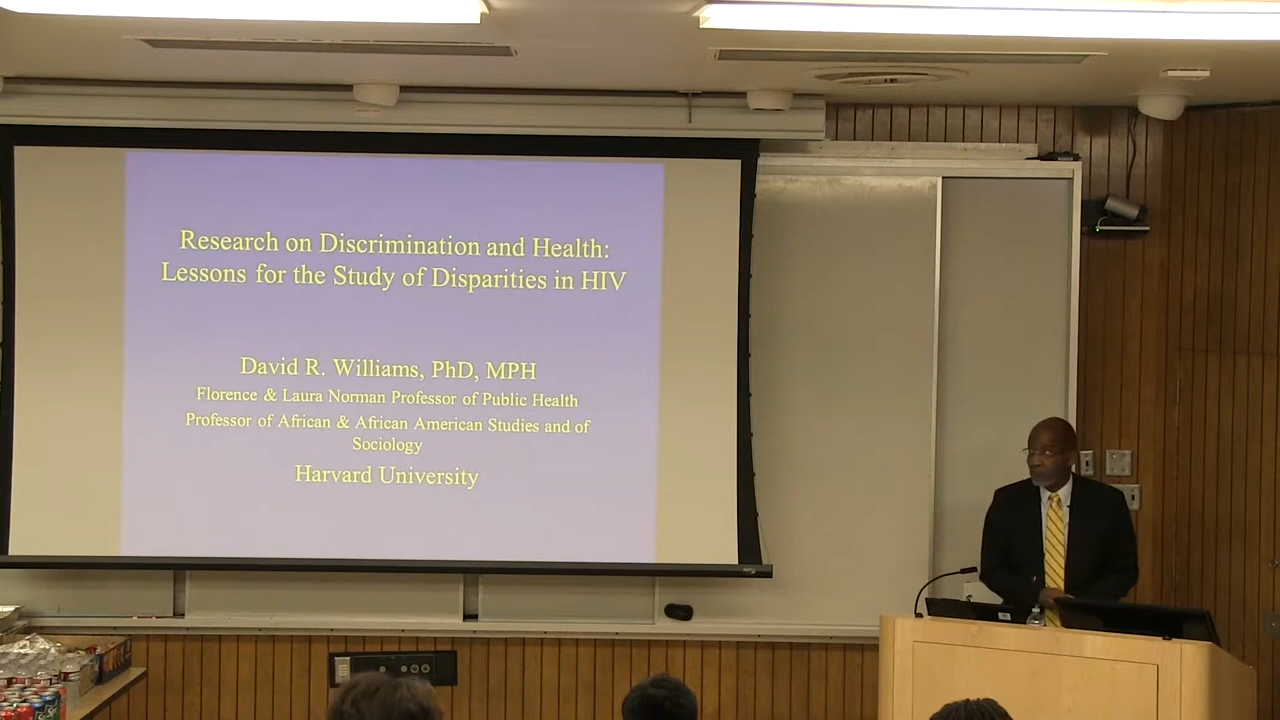 Research on Discrimination and Health:
Lessons for the Study of Disparities in HIV
David R. Williams, PhD, MPH
Florence & Laura Norman Professor of Public Health
Professor of African & African American Studies and of
Sociology
Harvard University